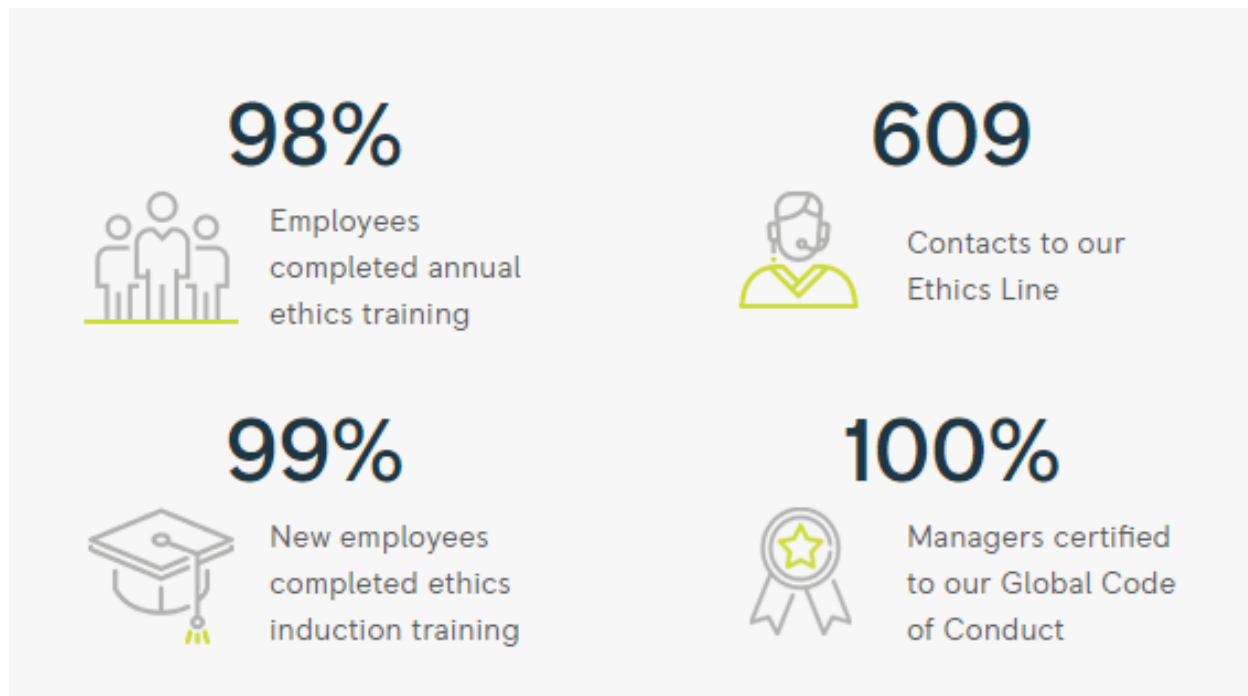 98%
Employees
completed annual
ethics training
609
Contacts to our
Ethics Line
99%
New employees
completed ethics
induction training
100%
Managers certified
to our Global Code
of Conduct